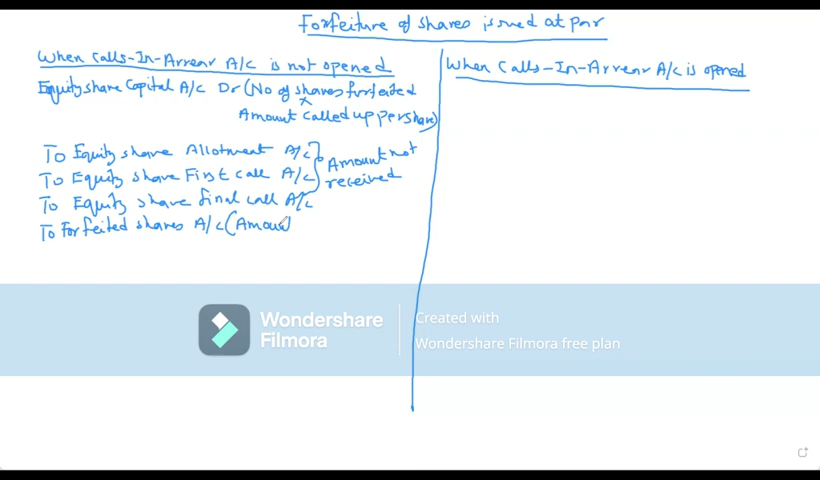 Forfeiture of shares issued at par
When Calls-In-Arrear A/c is not opened
Equity share Capital A/c Dr (No of shares forfeited
x
Amount called up per share)
To Equity share Allotment A/c
To Equity share First call A/c
To Equity share final call A/c
Amount not
received
To Forfeited shares A/c (Amoun
When Calls-In-Arrear A/c is opened
Wondershare
Filmora
Created with
Wondershare Filmora free plan